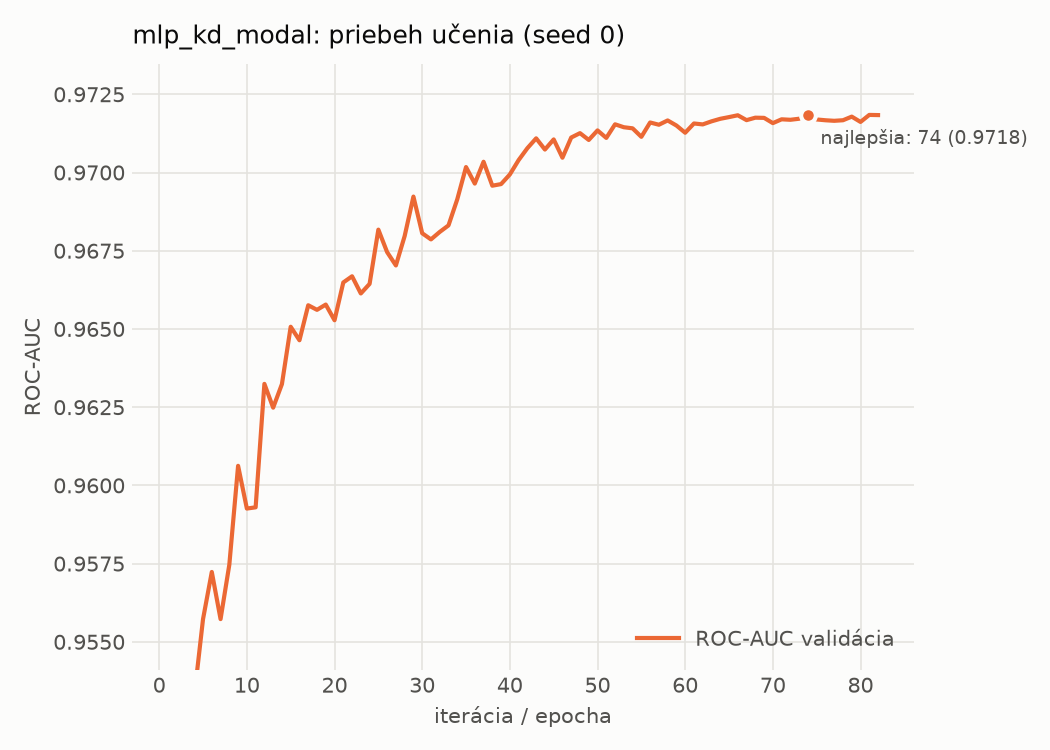 mlp_kd_modal: priebeh učenia (seed 0)
0.9725
0.9700
0.9675
0.9650
0.9625
0.9600
0.9575
0.9550
ROC-AUC
najlepšia: 74 (0.9718)
ROC-AUC validácia
0 10 20 30 40 50 60 70 80
iterácia / epocha